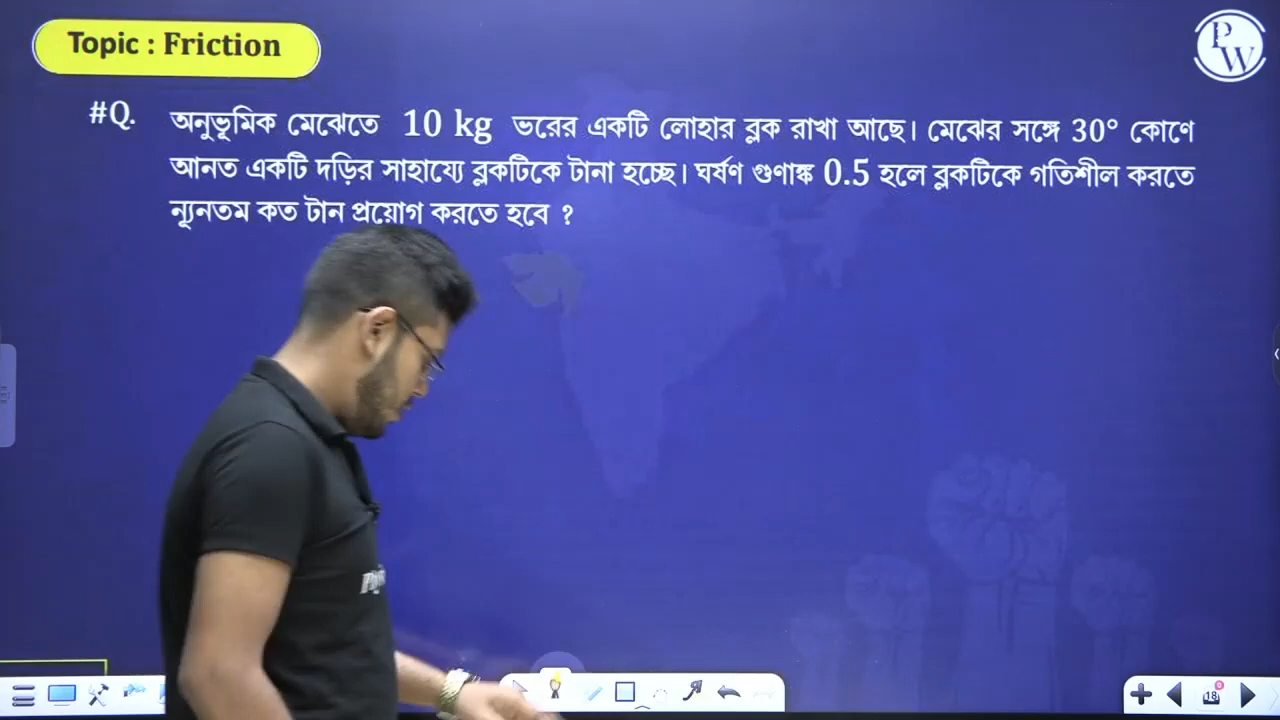 Topic : Friction
PW
#Q. অনুভূমিক মেঝেতে 10 kg ভরের একটি লোহার ব্লক রাখা আছে। মেঝের সঙ্গে 30° কোণে
আনত একটি দড়ির সাহায্যে ব্লকটিকে টানা হচ্ছে। ঘর্ষণ গুণাঙ্ক 0.5 হলে ব্লকটিকে গতিশীল করতে
ন্যূনতম কত টান প্রয়োগ করতে হবে ?
18